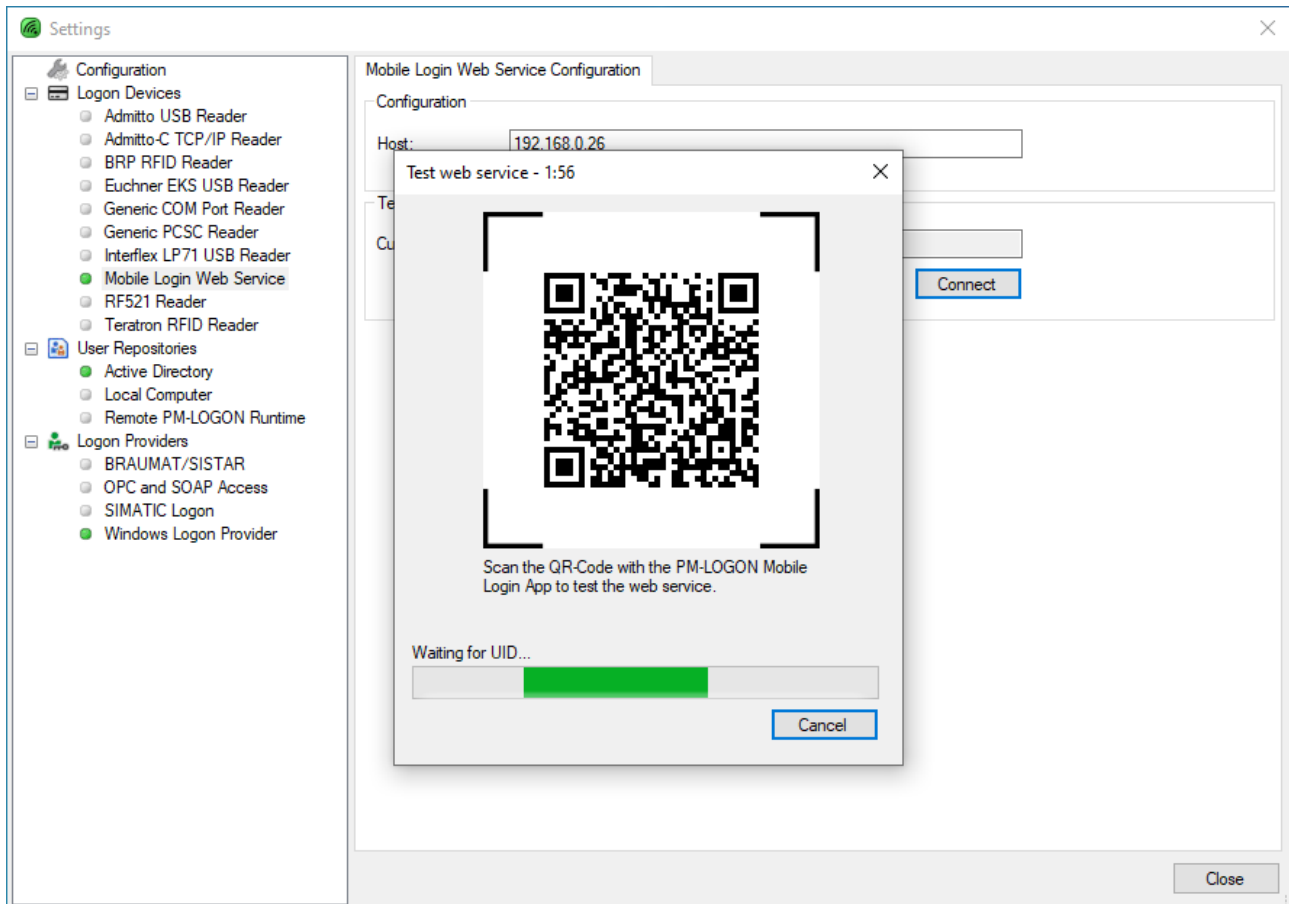 Settings
Configuration
Logon Devices
Admitto USB Reader
Admitto-C TCP/IP Reader
BRP RFID Reader
Euchner EKS USB Reader
Generic COM Port Reader
Generic PCSC Reader
Interflex LP71 USB Reader
Mobile Login Web Service
RF521 Reader
Teratron RFID Reader
User Repositories
Active Directory
Local Computer
Remote PM-LOGON Runtime
Logon Providers
BRAUMAT/SISTAR
OPC and SOAP Access
SIMATIC Logon
Windows Logon Provider
Mobile Login Web Service Configuration
Configuration
Host: 192.168.0.26
Te
Cu
Connect
Test web service - 1:56
Scan the QR-Code with the PM-LOGON Mobile
Login App to test the web service.
Waiting for UID...
Cancel
Close